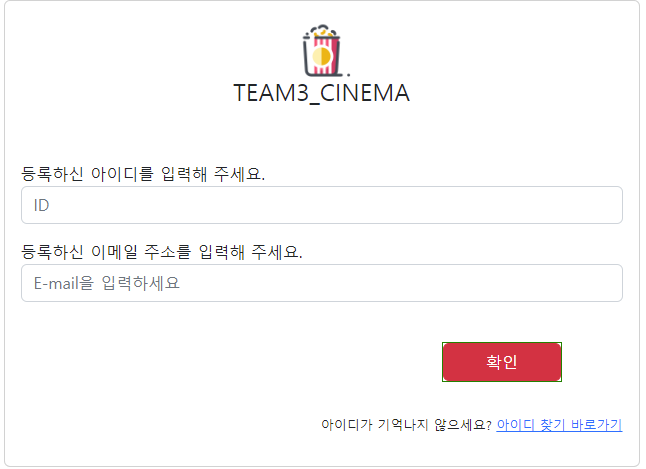 TEAM3_CINEMA
등록하신 아이디를 입력해 주세요.
ID
등록하신 이메일 주소를 입력해 주세요.
E-mail을 입력하세요
확인
아이디가 기억나지 않으세요? 아이디 찾기 바로가기